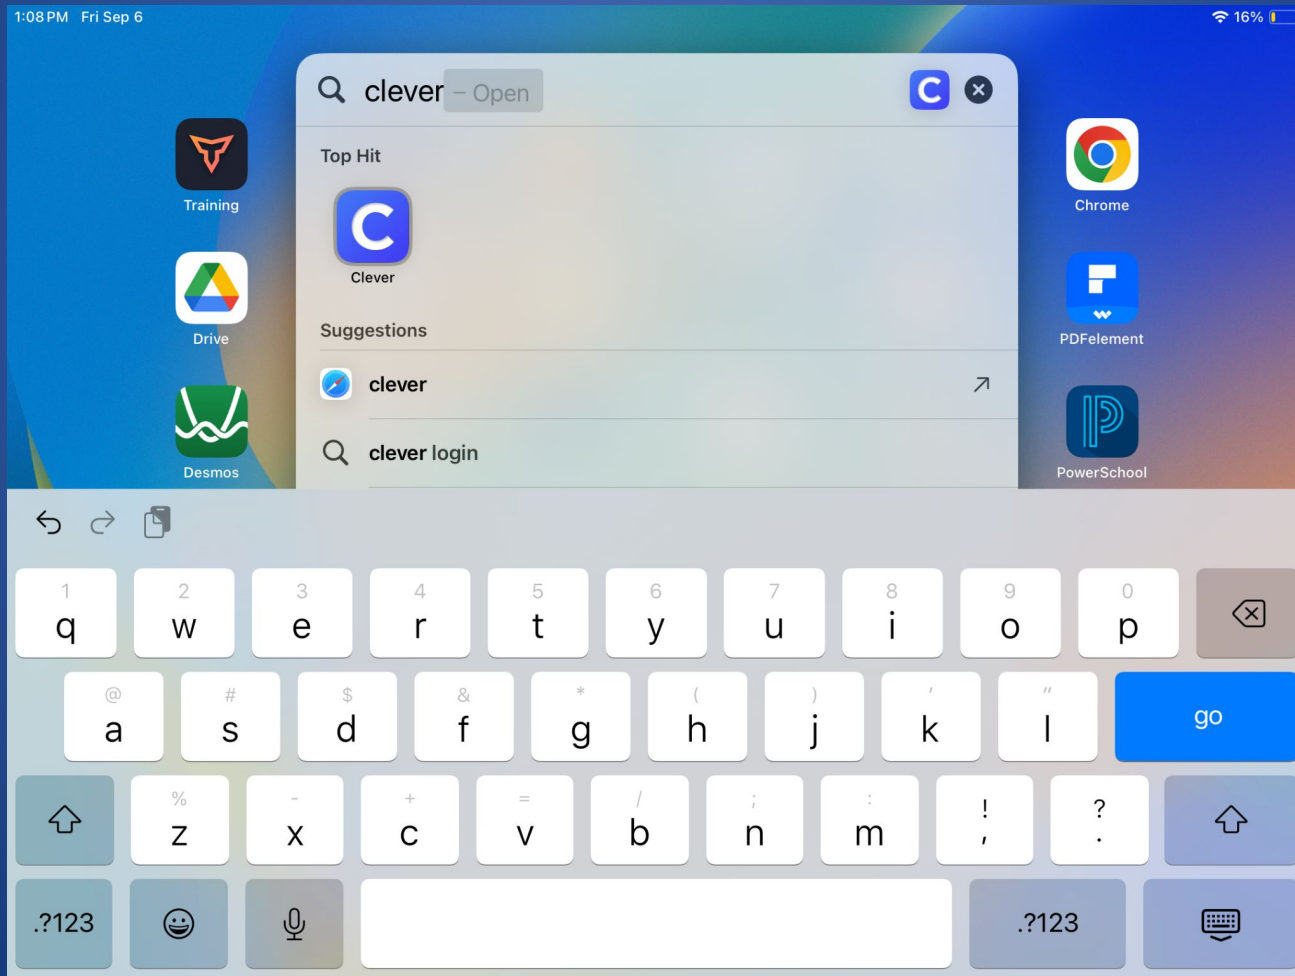 1:08 PM Fri Sep 6
16%
clever – Open
Top Hit
Clever
Suggestions
clever
clever login
Training
Drive
Desmos
Chrome
PDFelement
PowerSchool
1 2 3 4 5 6 7 8 9 0
q w e r t y u i o p
@ # $ & * ( ) ' "
a s d f g h j k l go
% - + = / ; : ! ?
z x c v b n m , .
.?123 .?123